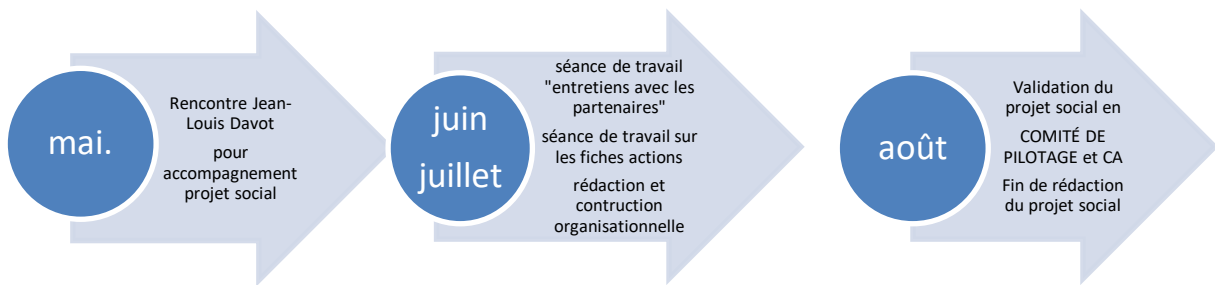 mai.
Rencontre Jean-
Louis Davot
pour
accompagnement
projet social
juin
juillet
séance de travail
"entretiens avec les
partenaires"
séance de travail sur
les fiches actions
rédaction et
contruction
organisationnelle
août
Validation du
projet social en
COMITÉ DE
PILOTAGE et CA
Fin de rédaction
du projet social